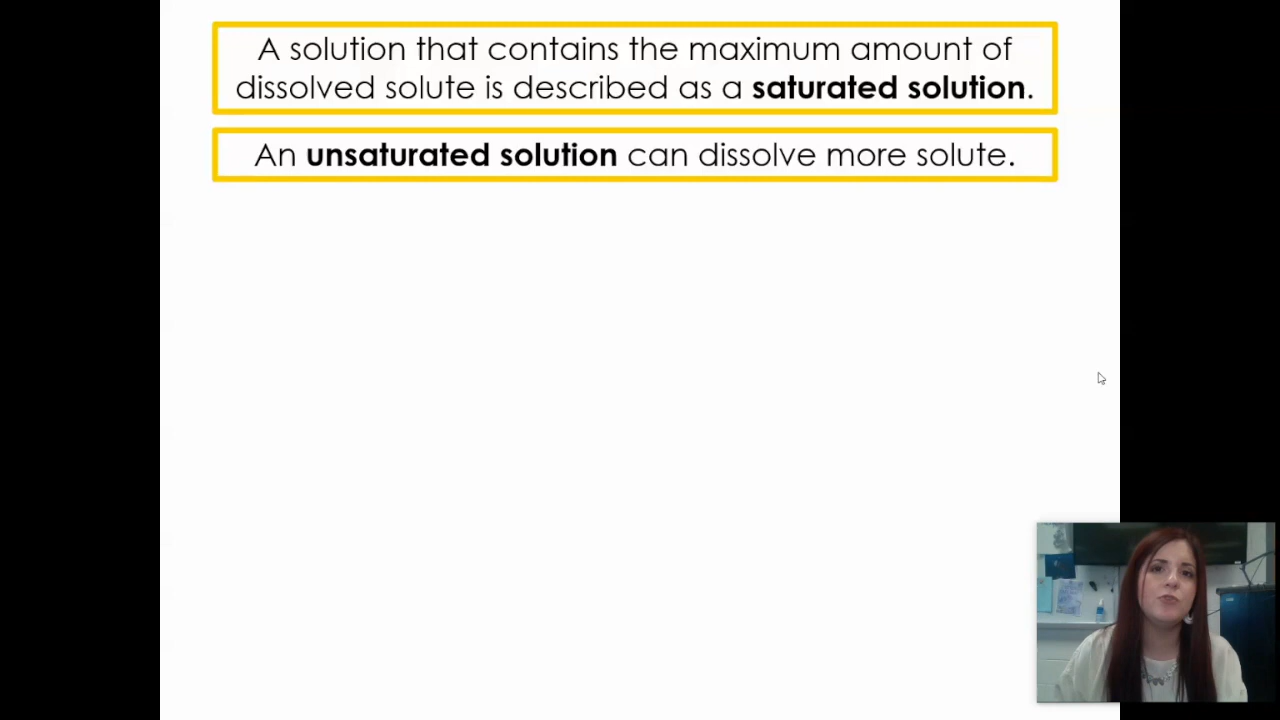 A solution that contains the maximum amount of
dissolved solute is described as a saturated solution.
An unsaturated solution can dissolve more solute.